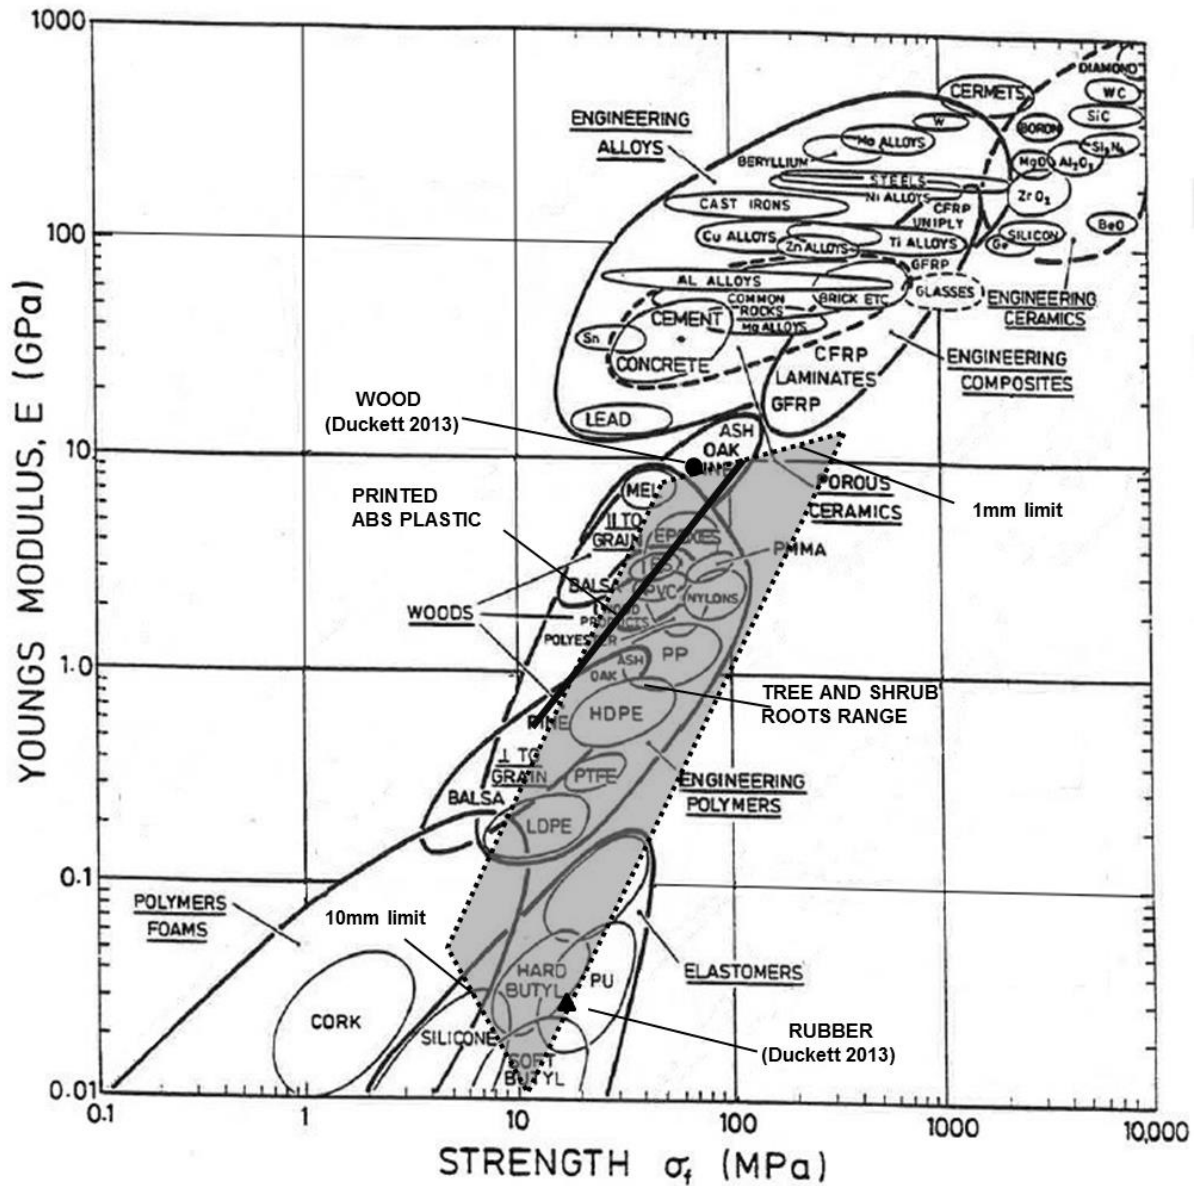 1000
100
10
1.0
0.1
0.01
YOUNGS MODULUS, E (GPa)
0.1
1
10
100
1000
10,000
STRENGTH σf (MPa)
ENGINEERING
ALLOYS
CERMETS
DIAMOND
WC
SiC
BORON
W
Mo ALLOYS
BERYLLIUM
Si3N4
MgO
Al2O3
ZrO2
STEELS
Ni ALLOYS
CAST IRONS
CFRP
UNIPLY
Cu ALLOYS
Zn ALLOYS
Ti ALLOYS
Ge
SILICON
BeO
GFRP
AL ALLOYS
COMMON
ROCKS
BRICK ETC
GLASSES
ENGINEERING
CERAMICS
CEMENT
CONCRETE
Sn
Mg ALLOYS
CFRP
LAMINATES
GFRP
ENGINEERING
COMPOSITES
LEAD
WOOD
(Duckett 2013)
ASH
OAK
MEL
POROUS
CERAMICS
1mm limit
PRINTED
ABS PLASTIC
II TO
GRAIN
EPOXIES
PMMA
BALSA
PVC
NYLONS
WOOD
PRODUCTS
WOODS
POLYESTER
PP
ASH
OAK
TREE AND SHRUB
ROOTS RANGE
HDPE
PINE
⊥ TO
GRAIN
PTFE
ENGINEERING
POLYMERS
BALSA
LDPE
POLYMERS
FOAMS
10mm limit
ELASTOMERS
HARD
BUTYL
PU
CORK
SILICONE
SOFT
BUTYL
RUBBER
(Duckett 2013)